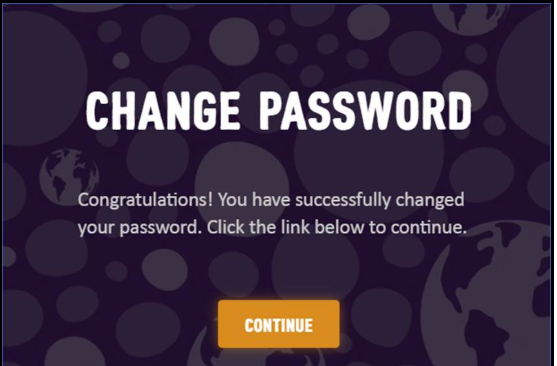 CHANGE PASSWORD
Congratulations! You have successfully changed
your password. Click the link below to continue.
CONTINUE